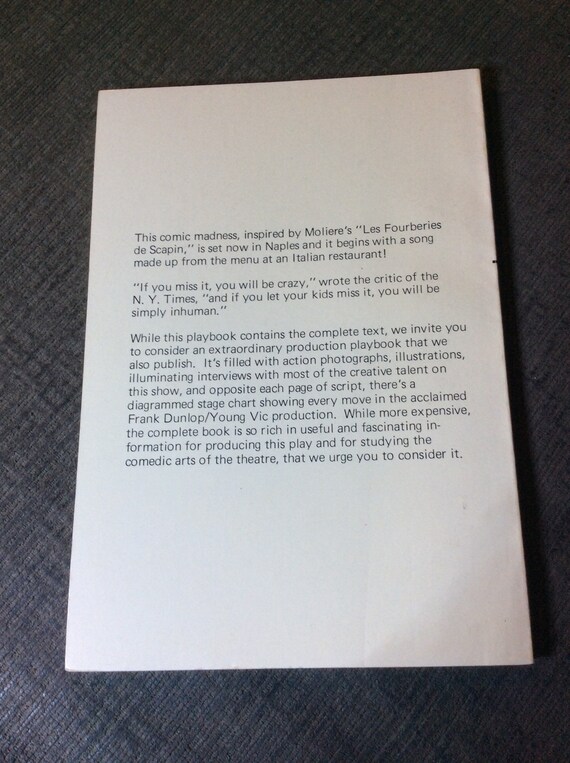 This comic madness, inspired by Moliere's "Les Fourberies
de Scapin," is set now in Naples and it begins with a song
made up from the menu at an Italian restaurant!
"If you miss it, you will be crazy," wrote the critic of the
N. Y. Times, "and if you let your kids miss it, you will be
simply inhuman."
While this playbook contains the complete text, we invite you
to consider an extraordinary production playbook that we
also publish. It's filled with action photographs, illustrations,
illuminating interviews with most of the creative talent on
this show, and opposite each page of script, there's a
diagrammed stage chart showing every move in the acclaimed
Frank Dunlop/Young Vic production. While more expensive,
the complete book is so rich in useful and fascinating in-
formation for producing this play and for studying the
comedic arts of the theatre, that we urge you to consider it.